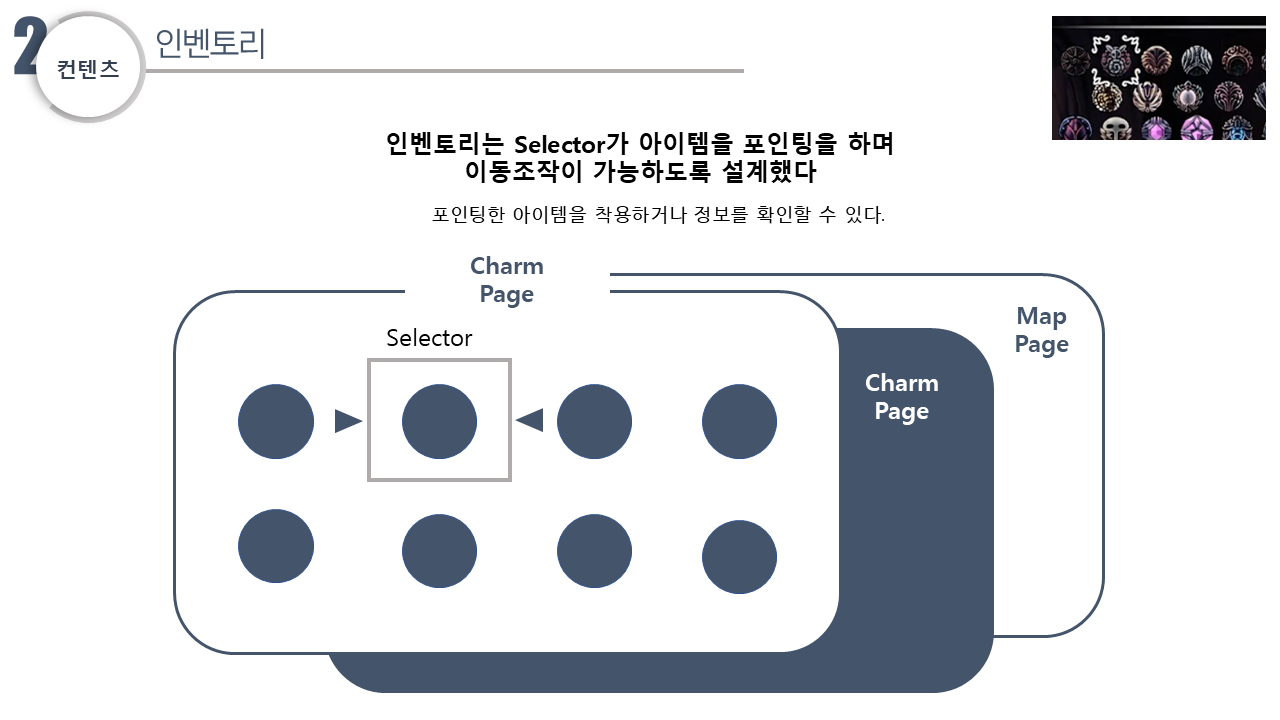 2
컨텐츠
인벤토리
인벤토리는 Selector가 아이템을 포인팅을 하며
이동조작이 가능하도록 설계했다
포인팅한 아이템을 착용하거나 정보를 확인할 수 있다.
Charm
Page
Selector
Charm
Page
Map
Page